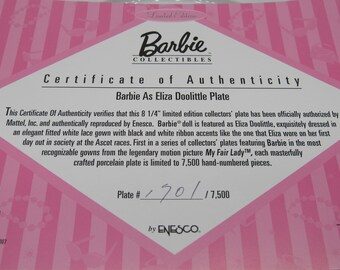 Limited Edition
Barbie
COLLECTIBLES
Certificate of Authenticity
Barbie As Eliza Doolittle Plate
This Certificate Of Authenticity verifies that this 8 1/4" limited edition collectors' plate has been officially authorized by
Mattel, Inc. and authentically reproduced by Enesco. Barbie® doll is featured as Eliza Doolittle, exquisitely dressed in
an elegant fitted white lace gown with black and white ribbon accents like the one that Eliza wore on her first
day out in society at the Ascot races. First in a series of collectors' plates featuring Barbie in the most
recognizable gowns from the legendary motion picture My Fair Lady™, each masterfully
crafted porcelain plate is limited to 7,500 hand-numbered pieces.
Plate # 1901 / 7,500
by ENESCO